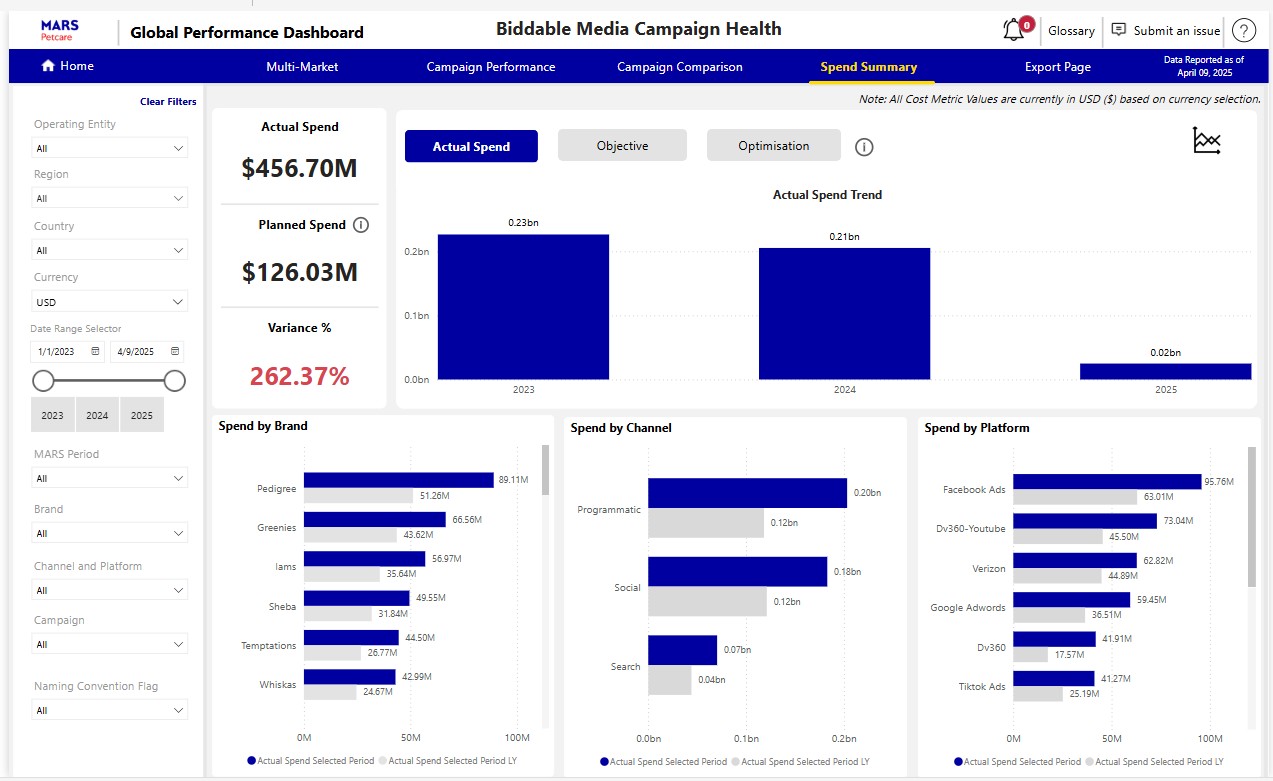 MARS
Petcare
Global Performance Dashboard
Biddable Media Campaign Health
0
Glossary
Submit an issue
?
Home
Multi-Market
Campaign Performance
Campaign Comparison
Spend Summary
Export Page
Data Reported as of
April 09, 2025
Note: All Cost Metric Values are currently in USD ($) based on currency selection.
Clear Filters
Operating Entity
All
Region
All
Country
All
Currency
USD
Date Range Selector
1/1/2023
4/9/2025
2023
2024
2025
MARS Period
All
Brand
All
Channel and Platform
All
Campaign
All
Naming Convention Flag
All
Actual Spend
$456.70M
Planned Spend
$126.03M
Variance %
262.37%
Actual Spend
Objective
Optimisation
Actual Spend Trend
0.23bn
0.21bn
0.02bn
0.2bn
0.1bn
0.0bn
2023
2024
2025
Spend by Brand
Pedigree
89.11M
51.26M
Greenies
66.56M
43.62M
Iams
56.97M
35.64M
Sheba
49.55M
31.84M
Temptations
44.50M
26.77M
Whiskas
42.99M
24.67M
0M
50M
100M
Actual Spend Selected Period
Actual Spend Selected Period LY
Spend by Channel
Programmatic
0.20bn
0.12bn
Social
0.18bn
0.12bn
Search
0.07bn
0.04bn
0.0bn
0.1bn
0.2bn
Actual Spend Selected Period
Actual Spend Selected Period LY
Spend by Platform
Facebook Ads
95.76M
63.01M
Dv360-Youtube
73.04M
45.50M
Verizon
62.82M
44.89M
Google Adwords
59.45M
36.51M
Dv360
41.91M
17.57M
Tiktok Ads
41.27M
25.19M
0M
50M
100M
Actual Spend Selected Period
Actual Spend Selected Period LY